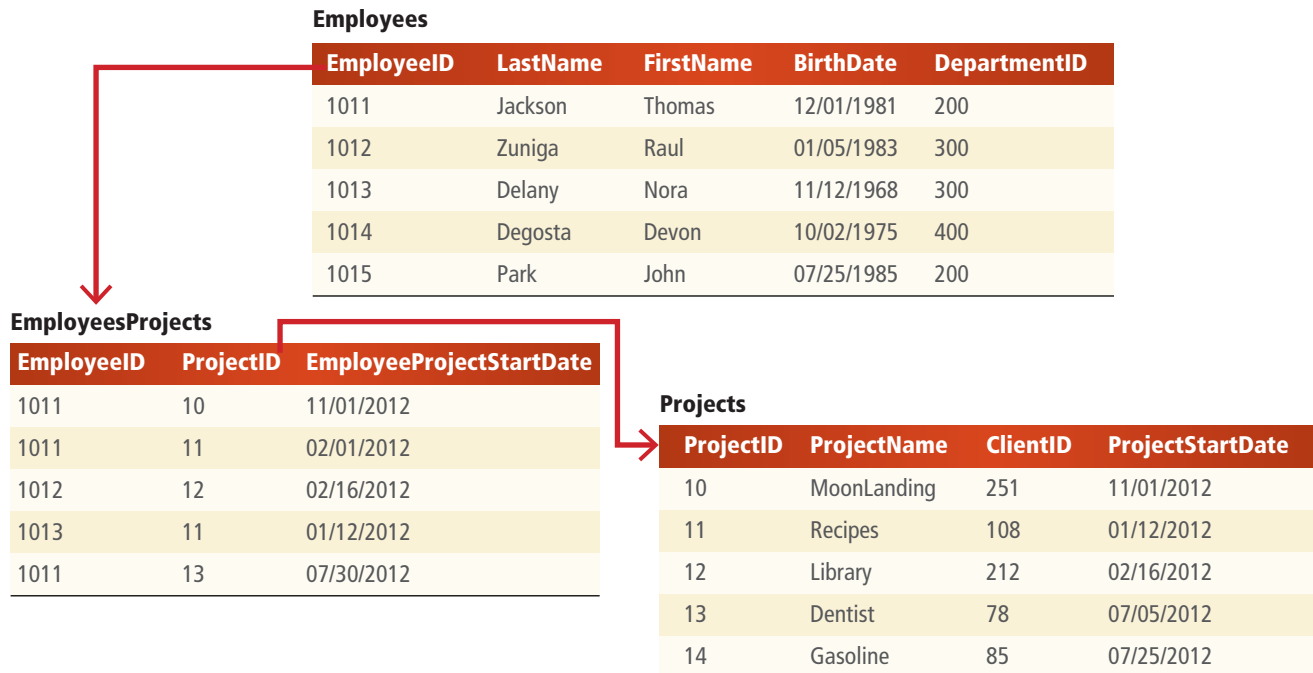 Employees
EmployeeID LastName FirstName BirthDate DepartmentID
1011 Jackson Thomas 12/01/1981 200
1012 Zuniga Raul 01/05/1983 300
1013 Delany Nora 11/12/1968 300
1014 Degosta Devon 10/02/1975 400
1015 Park John 07/25/1985 200
EmployeesProjects
EmployeeID ProjectID EmployeeProjectStartDate
1011 10 11/01/2012
1011 11 02/01/2012
1012 12 02/16/2012
1013 11 01/12/2012
1011 13 07/30/2012
Projects
ProjectID ProjectName ClientID ProjectStartDate
10 MoonLanding 251 11/01/2012
11 Recipes 108 01/12/2012
12 Library 212 02/16/2012
13 Dentist 78 07/05/2012
14 Gasoline 85 07/25/2012